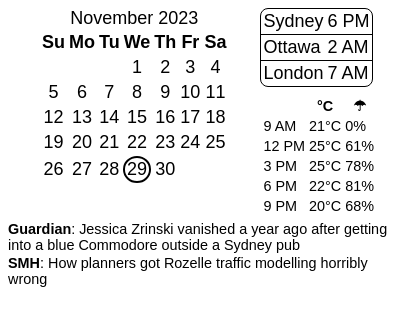 November 2023
Su Mo Tu We Th Fr Sa
1 2 3 4
5 6 7 8 9 10 11
12 13 14 15 16 17 18
19 20 21 22 23 24 25
26 27 28 29 30
Sydney 6 PM
Ottawa 2 AM
London 7 AM
°C ☂
9 AM 21°C 0%
12 PM 25°C 61%
3 PM 25°C 78%
6 PM 22°C 81%
9 PM 20°C 68%
Guardian: Jessica Zrinski vanished a year ago after getting
into a blue Commodore outside a Sydney pub
SMH: How planners got Rozelle traffic modelling horribly
wrong